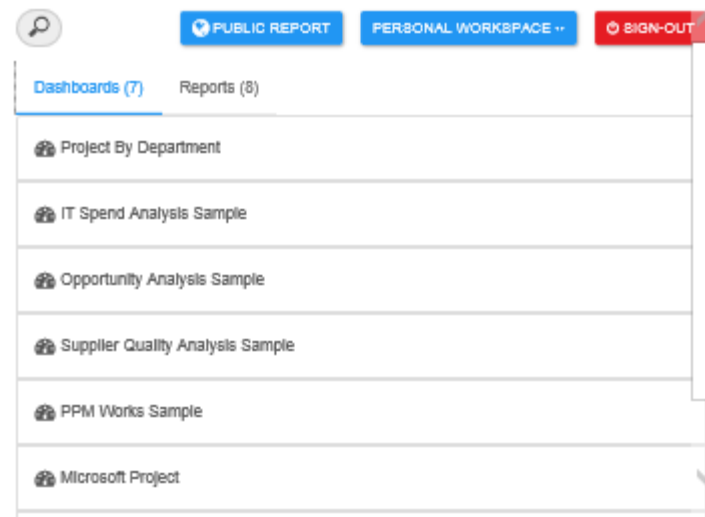 PUBLIC REPORT
PERSONAL WORKSPACE
SIGN-OUT
Dashboards (7)
Reports (8)
Project By Department
IT Spend Analysis Sample
Opportunity Analysis Sample
Supplier Quality Analysis Sample
PPM Works Sample
Microsoft Project